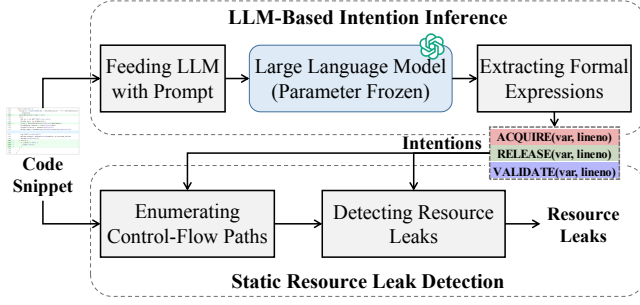 LLM-Based Intention Inference
Feeding LLM
with Prompt
Large Language Model
(Parameter Frozen)
Extracting Formal
Expressions
Code
Snippet
Intentions
ACQUIRE(var, lineno)
RELEASE(var, lineno)
VALIDATE(var, lineno)
Enumerating
Control-Flow Paths
Detecting Resource
Leaks
Resource
Leaks
Static Resource Leak Detection